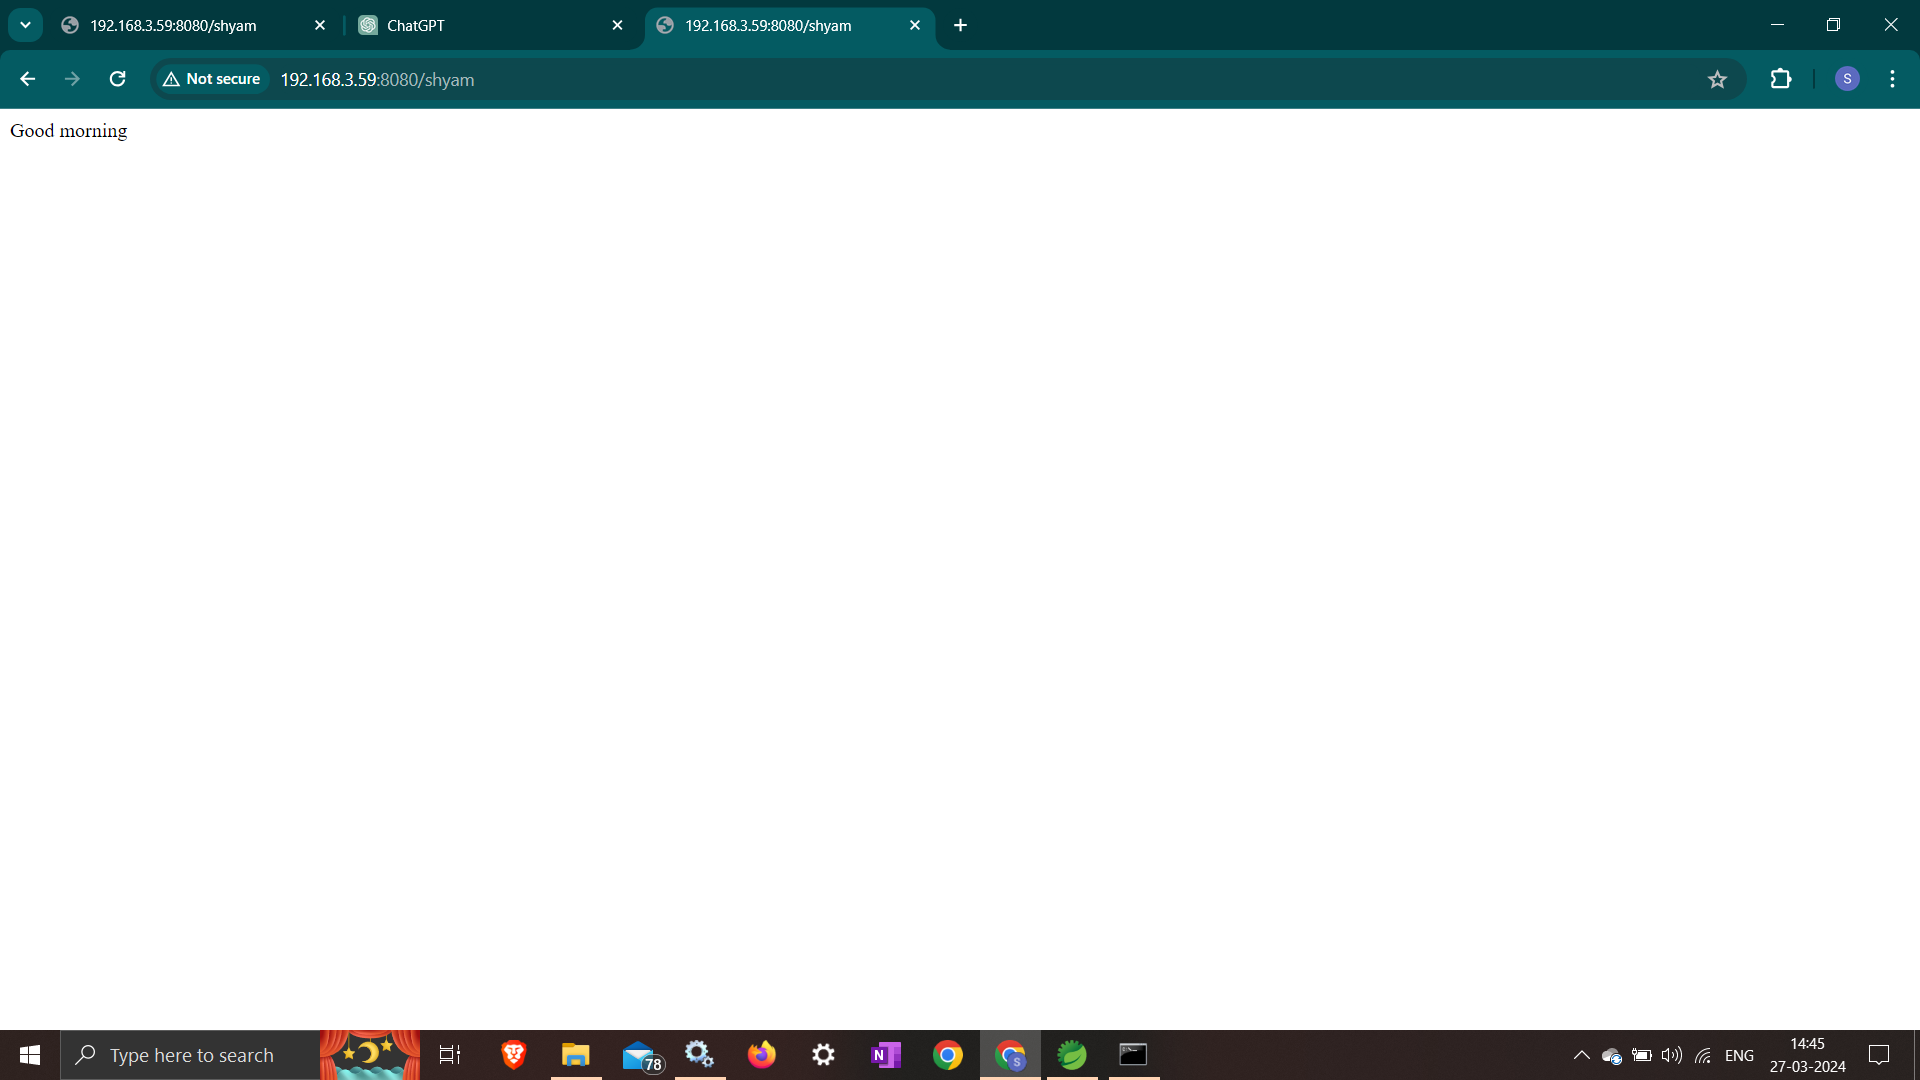 192.168.3.59:8080/shyam
ChatGPT
192.168.3.59:8080/shyam
Not secure
192.168.3.59:8080/shyam
S
Good morning
Type here to search
78
N
S
ENG
14:45
27-03-2024